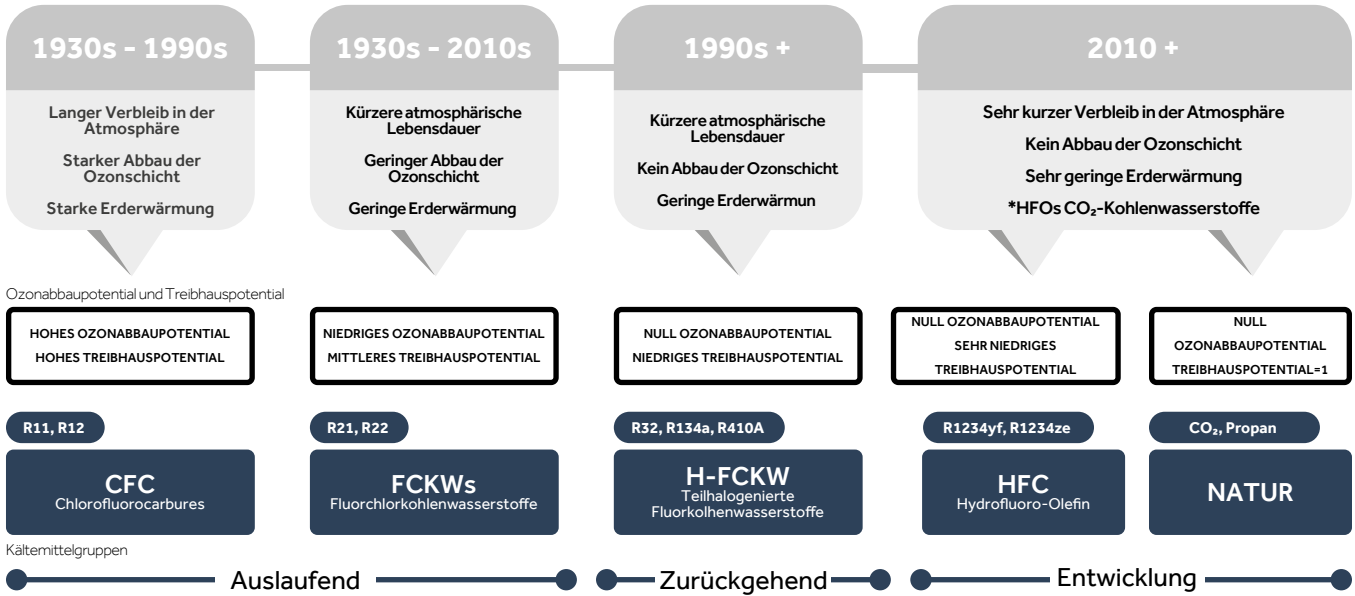 1930s - 1990s
Langer Verbleib in der
Atmosphäre
Starker Abbau der
Ozonschicht
Starke Erderwärmung
1930s - 2010s
Kürzere atmosphärische
Lebensdauer
Geringer Abbau der
Ozonschicht
Geringe Erderwärmung
1990s +
Kürzere atmosphärische
Lebensdauer
Kein Abbau der Ozonschicht
Geringe Erderwärmun
2010 +
Sehr kurzer Verbleib in der Atmosphäre
Kein Abbau der Ozonschicht
Sehr geringe Erderwärmung
*HFOs CO₂-Kohlenwasserstoffe
Ozonabbaupotential und Treibhauspotential
HOHES OZONABBAUPOTENTIAL
HOHES TREIBHAUSPOTENTIAL
NIEDRIGES OZONABBAUPOTENTIAL
MITTLERES TREIBHAUSPOTENTIAL
NULL OZONABBAUPOTENTIAL
NIEDRIGES TREIBHAUSPOTENTIAL
NULL OZONABBAUPOTENTIAL
SEHR NIEDRIGES
TREIBHAUSPOTENTIAL
NULL
OZONABBAUPOTENTIAL
TREIBHAUSPOTENTIAL=1
R11, R12
R21, R22
R32, R134a, R410A
R1234yf, R1234ze
CO₂, Propan
CFC
Chlorofluorocarbures
FCKWs
Fluorchlorkohlenwasserstoffe
H-FCKW
Teilhalogenierte
Fluorkolhenwasserstoffe
HFC
Hydrofluoro-Olefin
NATUR
Kältemittelgruppen
Auslaufend
Zurückgehend
Entwicklung